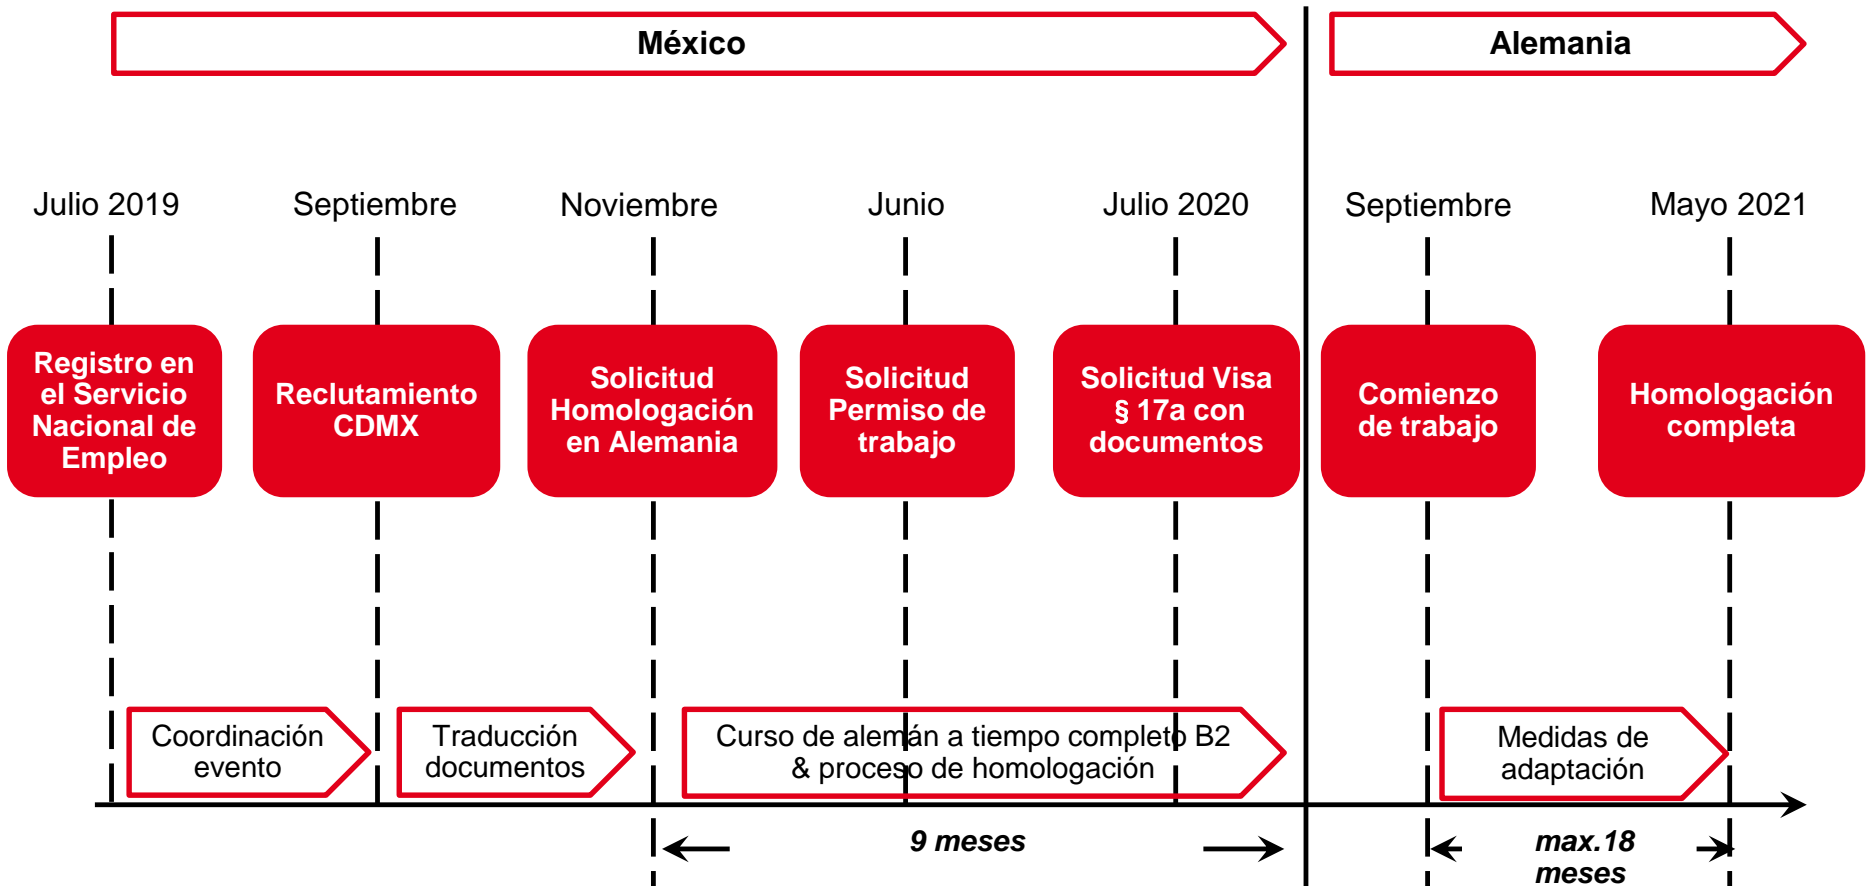 México
Alemania
Julio 2019
Septiembre
Noviembre
Junio
Julio 2020
Septiembre
Mayo 2021
Registro en
el Servicio
Nacional de
Empleo
Reclutamiento
CDMX
Solicitud
Homologación
en Alemania
Solicitud
Permiso de
trabajo
Solicitud Visa
§ 17a con
documentos
Comienzo
de trabajo
Homologación
completa
Coordinación
evento
Traducción
documentos
Curso de alemán a tiempo completo B2
& proceso de homologación
Medidas de
adaptación
9 meses
max.18
meses